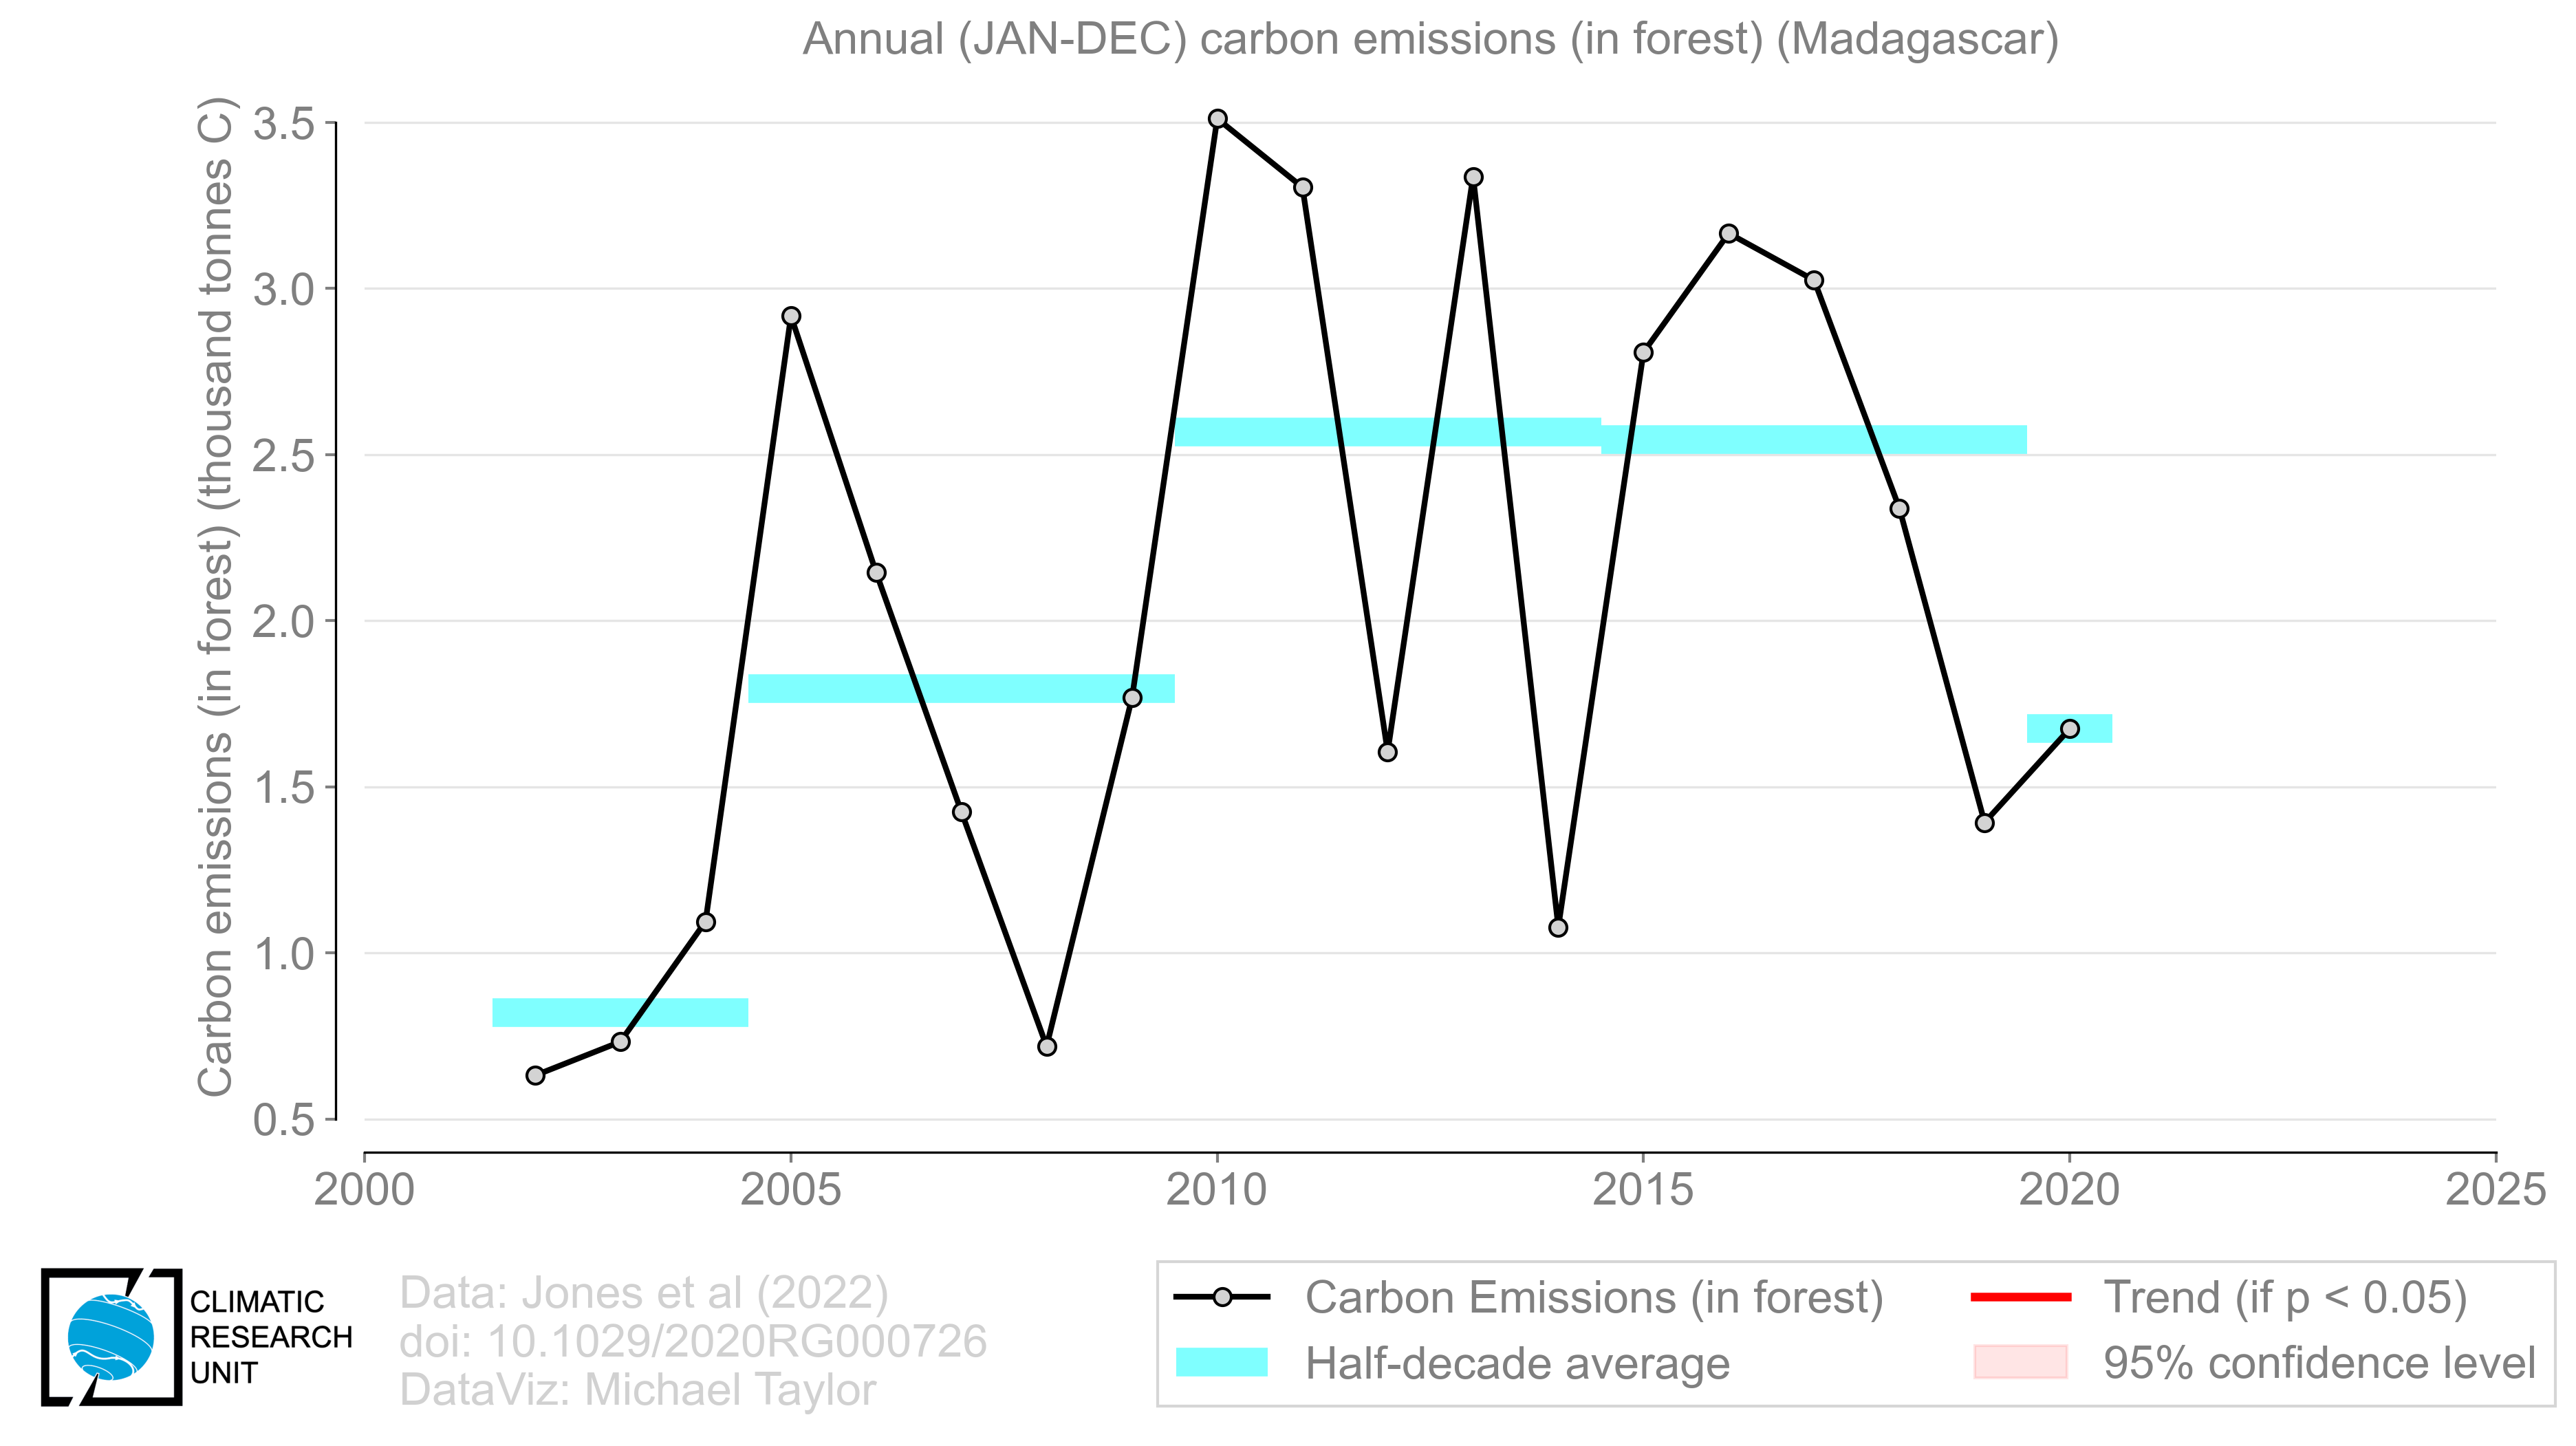 Annual (JAN-DEC) carbon emissions (in forest) (Madagascar)
Carbon emissions (in forest) (thousand tonnes C)
3.5
3.0
2.5
2.0
1.5
1.0
0.5
2000
2005
2010
2015
2020
2025
CLIMATIC
RESEARCH
UNIT
Data: Jones et al (2022)
doi: 10.1029/2020RG000726
DataViz: Michael Taylor
Carbon Emissions (in forest)
Half-decade average
Trend (if p < 0.05)
95% confidence level